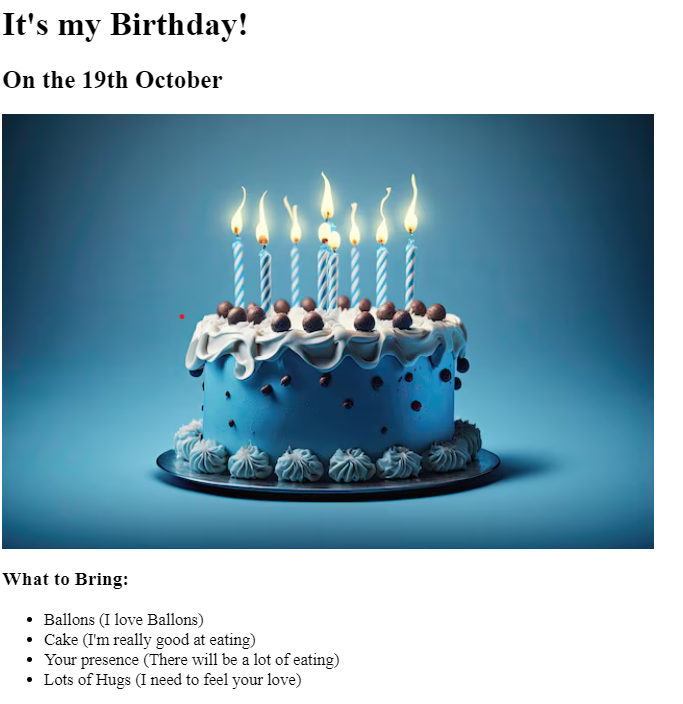 It's my Birthday!
On the 19th October
What to Bring:
Ballons (I love Ballons)
Cake (I'm really good at eating)
Your presence (There will be a lot of eating)
Lots of Hugs (I need to feel your love)